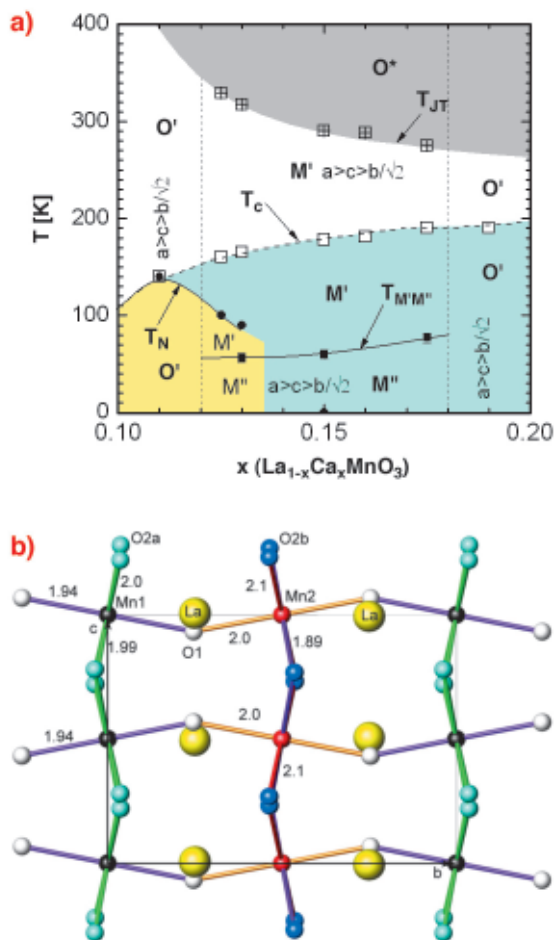 a)
400
300
200
100
0
T [K]
O*
T_JT
O'
M' a>c>b/√2
O'
a>c>b/√2
T_c
O'
M'
T_M'M"
T_N
M'
O'
M"
a>c>b/√2
M"
a>c>b/√2
0.10
0.15
0.20
x (La₁₋ₓCaₓMnO₃)
b)
O2a
O2b
1.94
2.0
2.1
Mn1
La
Mn2
La
c
1.99
O1
2.0
1.89
1.94
2.0
2.1
b